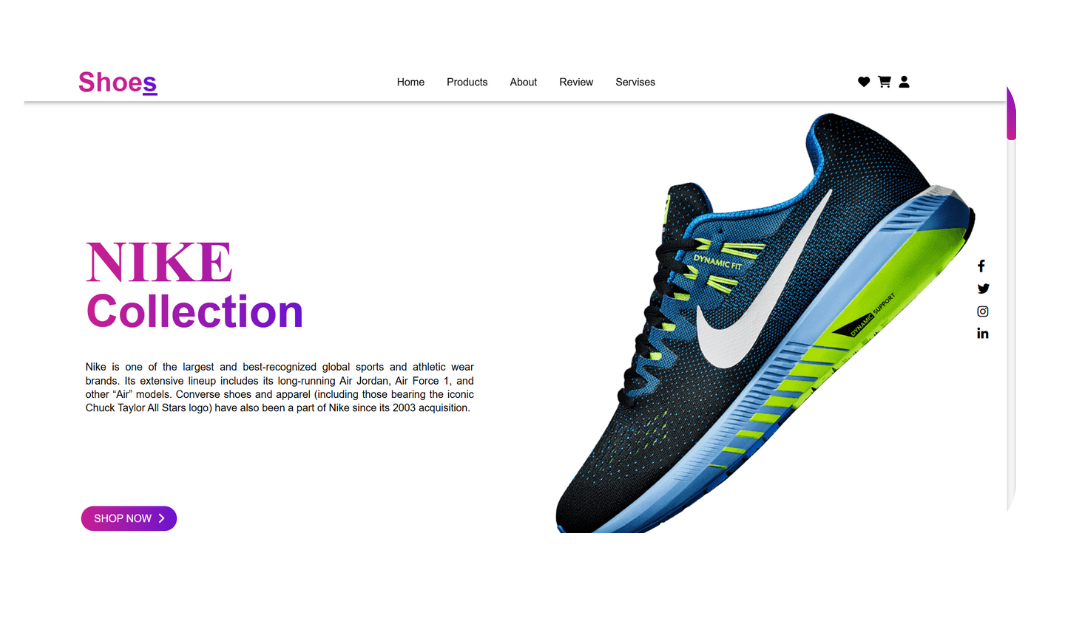 Shoes
Home Products About Review Servises
NIKE
Collection
Nike is one of the largest and best-recognized global sports and athletic wear
brands. Its extensive lineup includes its long-running Air Jordan, Air Force 1, and
other “Air” models. Converse shoes and apparel (including those bearing the iconic
Chuck Taylor All Stars logo) have also been a part of Nike since its 2003 acquisition.
SHOP NOW
DYNAMIC FIT
DYNAMIC SUPPORT